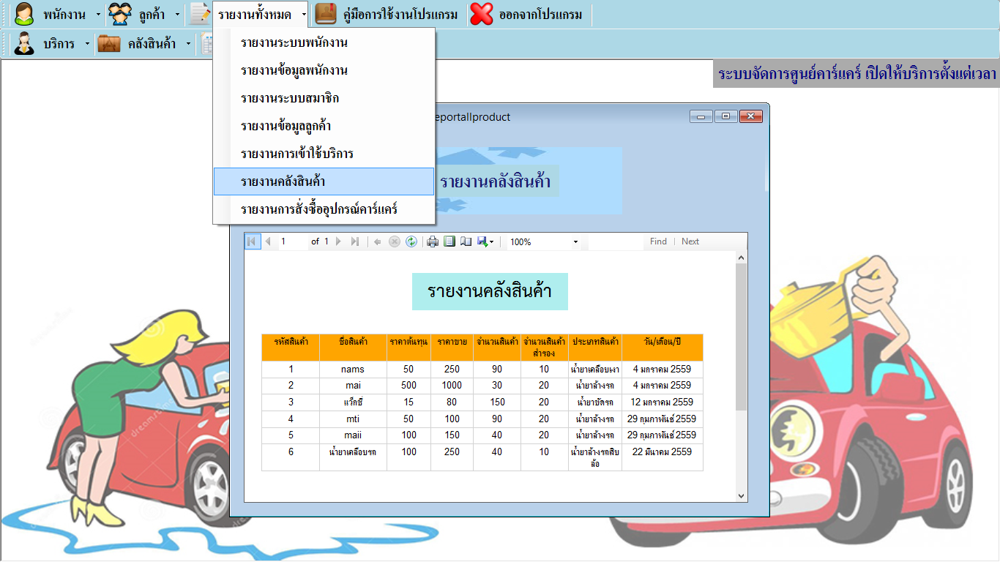 พนักงาน ลูกค้า รายงานทั้งหมด คู่มือการใช้งานโปรแกรม ออกจากโปรแกรม
บริการ คลังสินค้า
รายงานระบบพนักงาน
รายงานข้อมูลพนักงาน
รายงานระบบสมาชิก
รายงานข้อมูลลูกค้า
รายงานการเข้าใช้บริการ
รายงานคลังสินค้า
รายงานการสั่งซื้ออุปกรณ์คาร์แคร์
ระบบจัดการศูนย์คาร์แคร์ เปิดให้บริการตั้งแต่เวลา
eportallproduct
รายงานคลังสินค้า
1 of 1 100% Find Next
รายงานคลังสินค้า
รหัสสินค้า ชื่อสินค้า ราคาต้นทุน ราคาขาย จำนวนสินค้า จำนวนสินค้า ประเภทสินค้า วัน/เดือน/ปี
สำรอง
1 nams 50 250 90 10 น้ำยาเคลือบเงา 4 มกราคม 2559
2 mai 500 1000 30 20 น้ำยาล้างรถ 4 มกราคม 2559
3 แว็กซ์ 15 80 150 20 น้ำยาขัดรถ 12 มกราคม 2559
4 mti 50 100 90 20 น้ำยาล้างรถ 29 กุมภาพันธ์ 2559
5 maii 100 150 40 20 น้ำยาล้างรถ 29 กุมภาพันธ์ 2559
6 น้ำยาเคลือบรถ 100 250 40 10 น้ำยาล้างรถสิบ 22 มีนาคม 2559
ล้อ